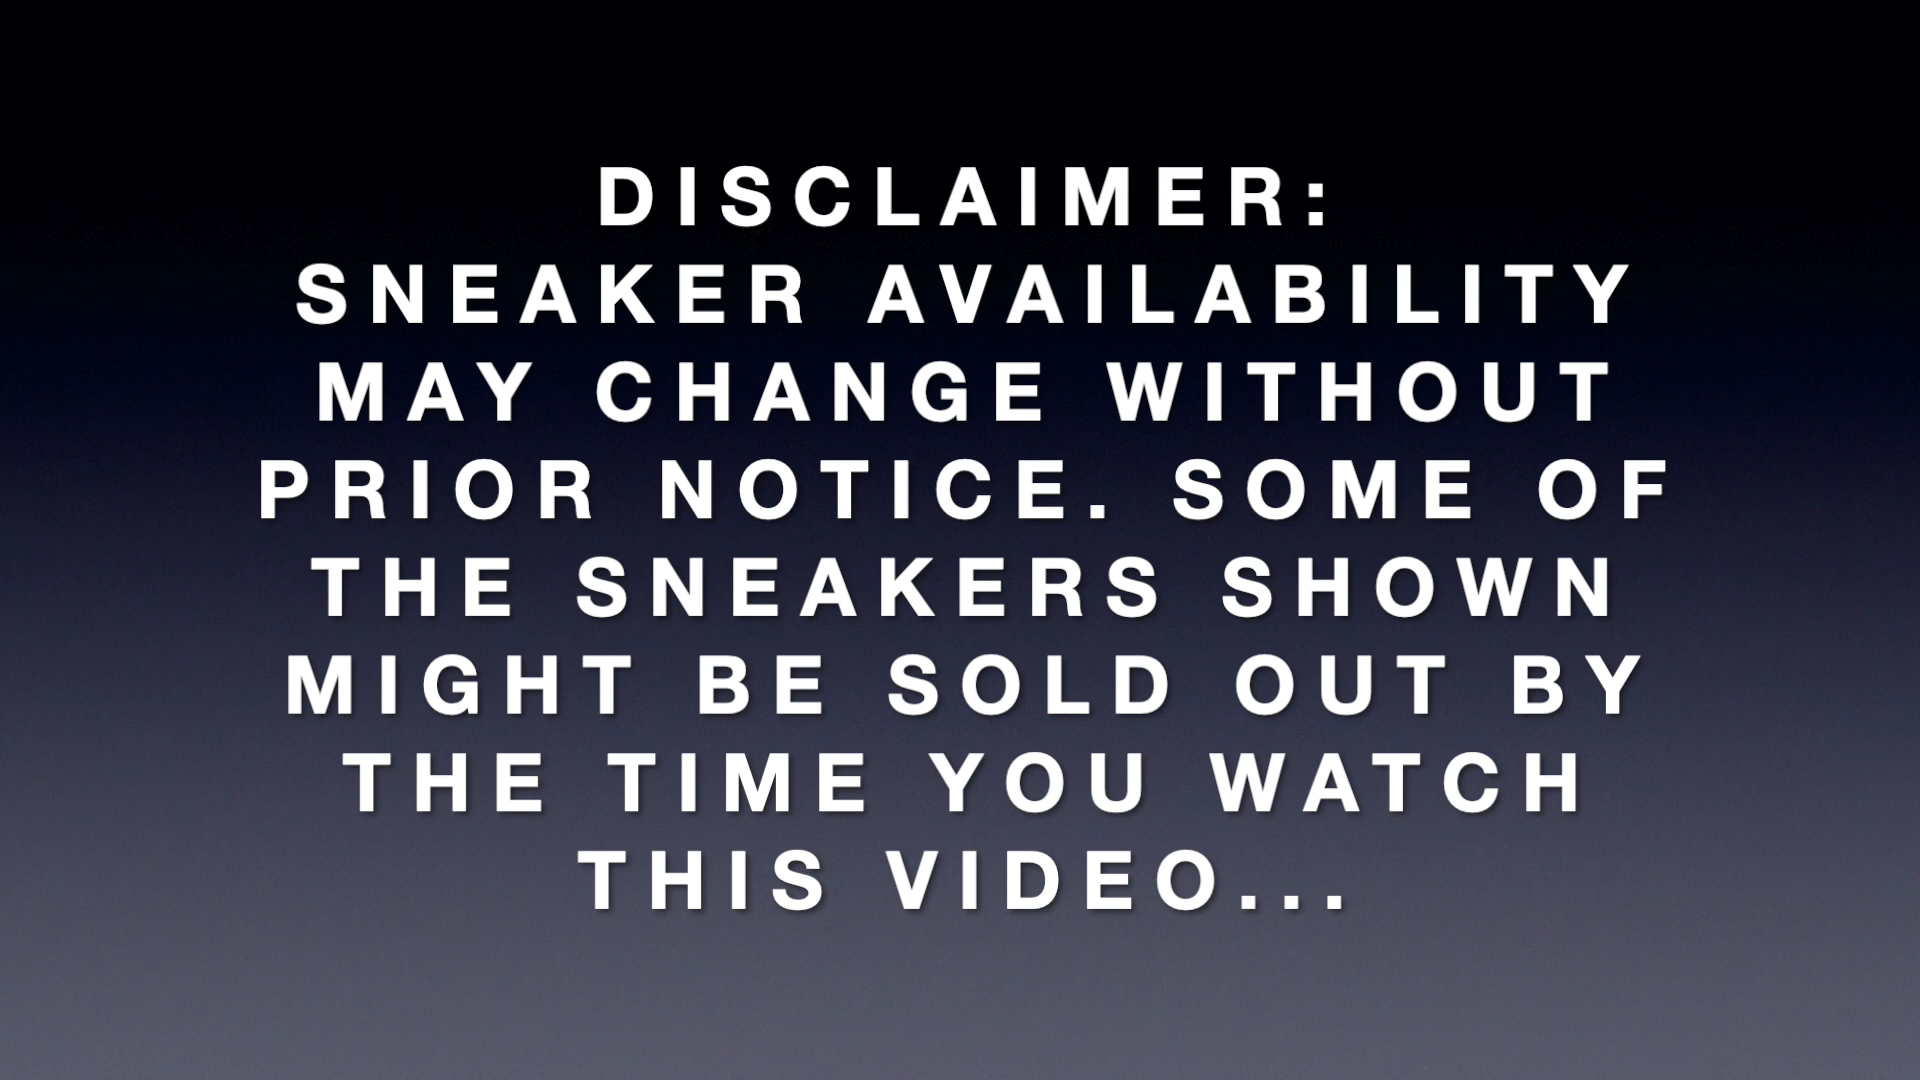 DISCLAIMER:
SNEAKER AVAILABILITY
MAY CHANGE WITHOUT
PRIOR NOTICE. SOME OF
THE SNEAKERS SHOWN
MIGHT BE SOLD OUT BY
THE TIME YOU WATCH
THIS VIDEO...